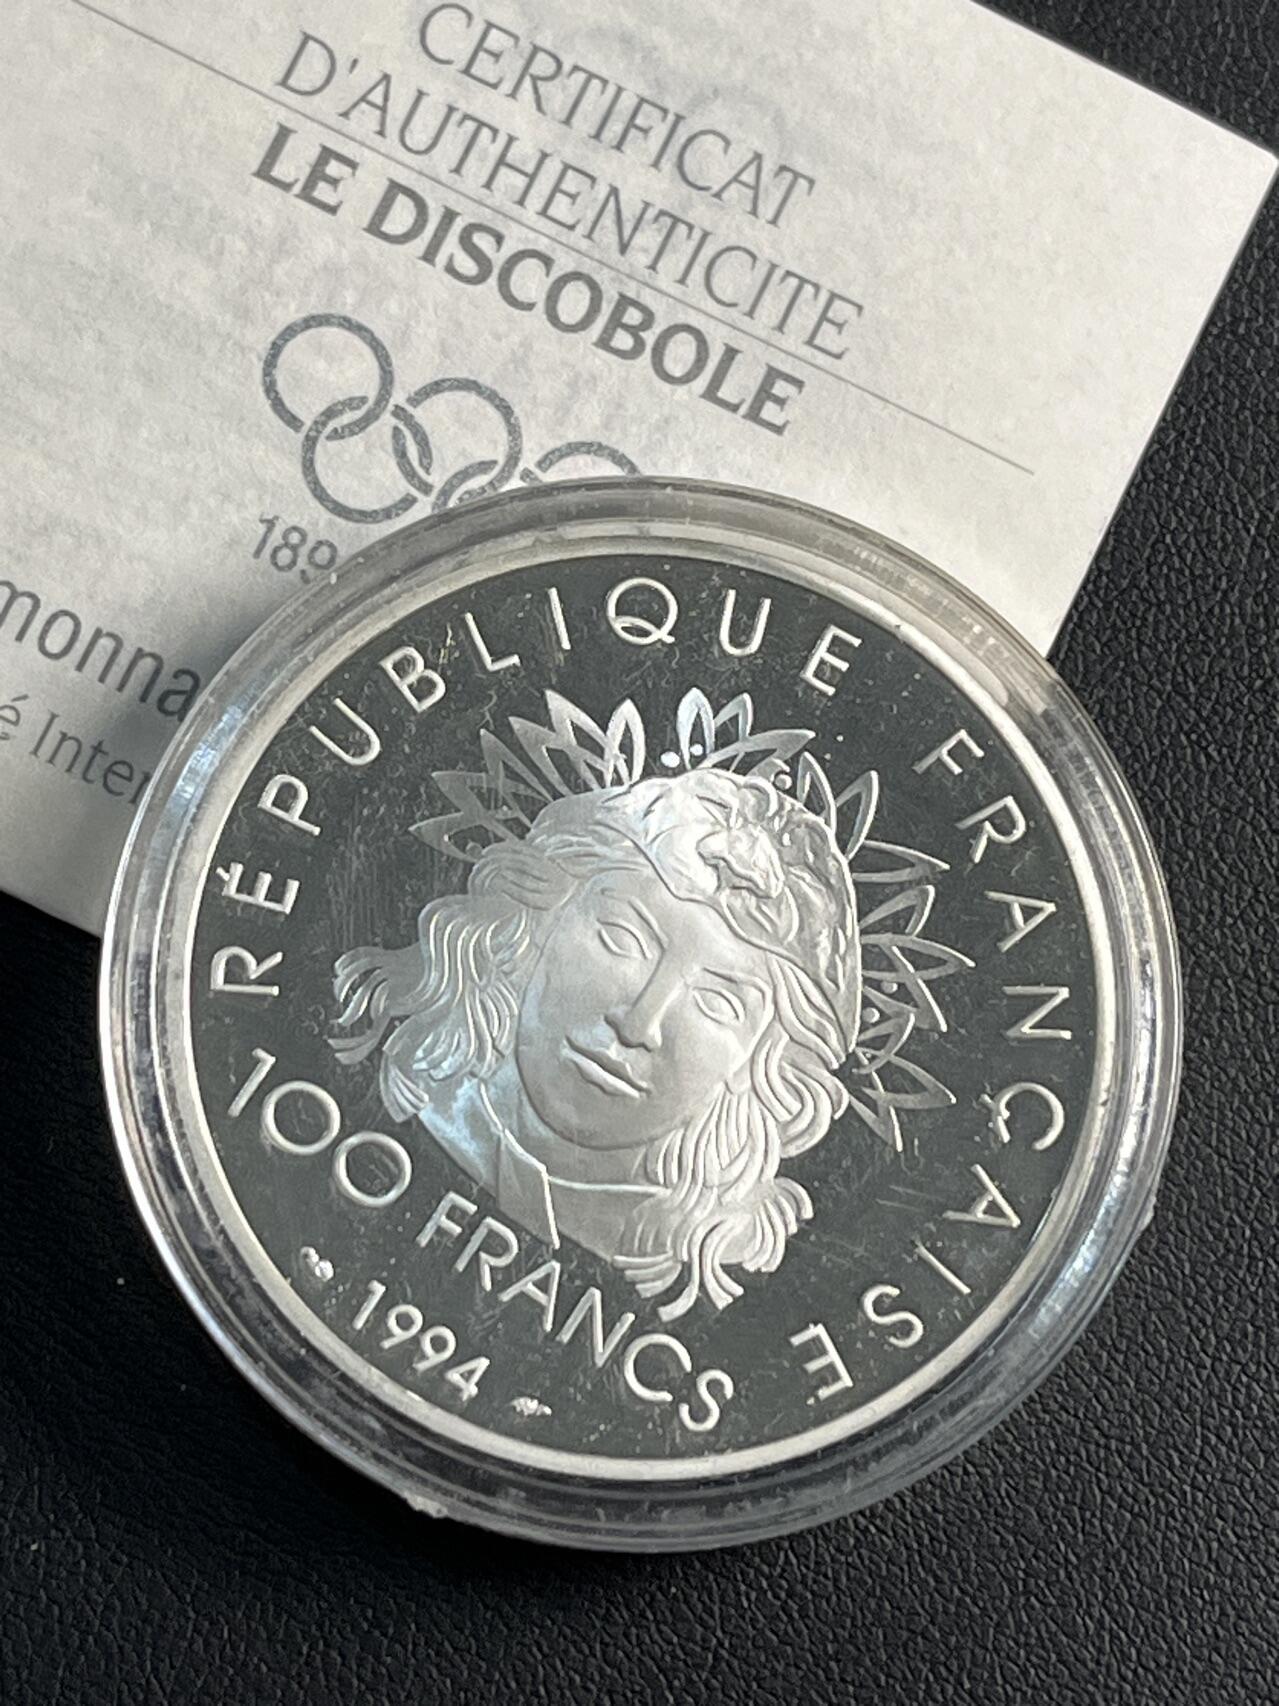 CERTIFICAT
D'AUTHENTICITE
LE DISCOBOLE
RÉPUBLIQUE FRANÇAISE
100 FRANCS
1994